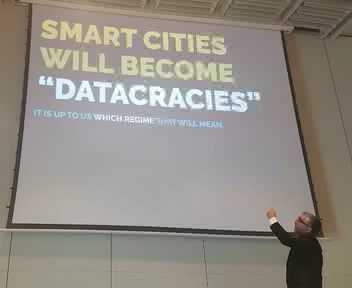 SMART CITIES
WILL BECOME
“DATACRACIES”
IT IS UP TO US WHICH REGIME THAT WILL MEAN.